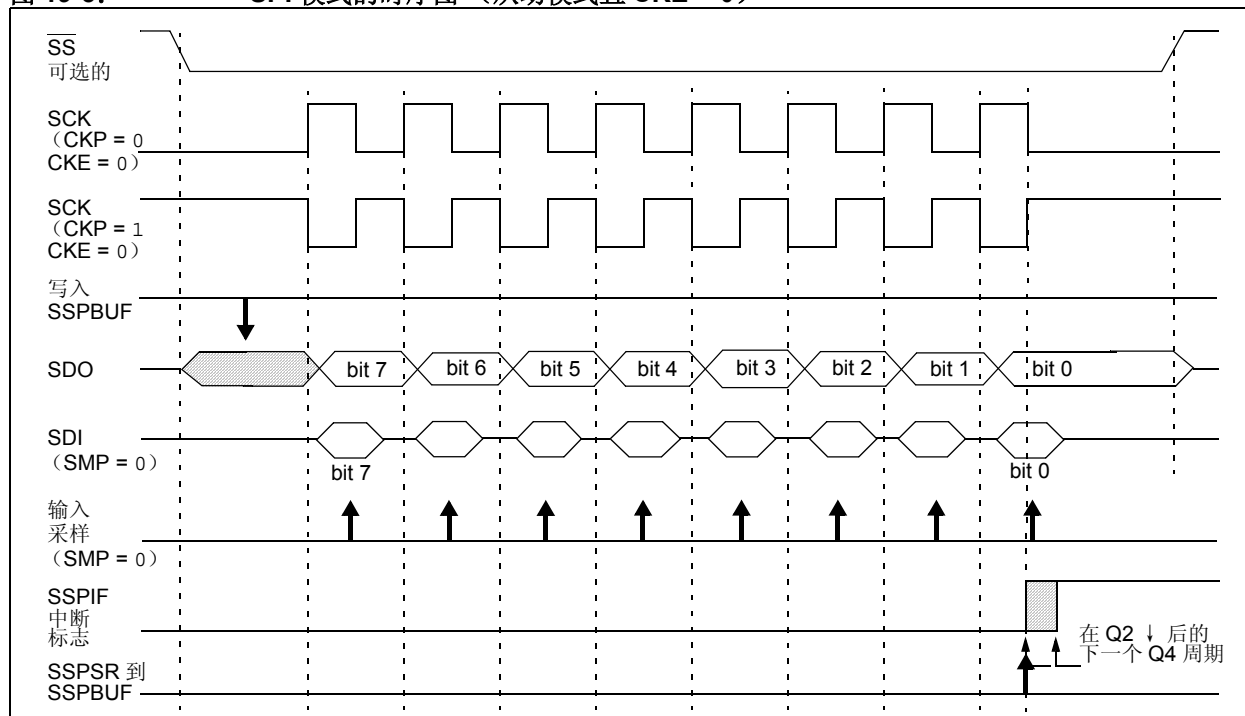 SS
可选的
SCK
（CKP = 0
CKE = 0）
SCK
（CKP = 1
CKE = 0）
写入
SSPBUF
SDO
bit 7 bit 6 bit 5 bit 4 bit 3 bit 2 bit 1 bit 0
SDI
（SMP = 0）
bit 7 bit 0
输入
采样
（SMP = 0）
SSPIF
中断
标志
在 Q2 ↓ 后的
下一个 Q4 周期
SSPSR 到
SSPBUF